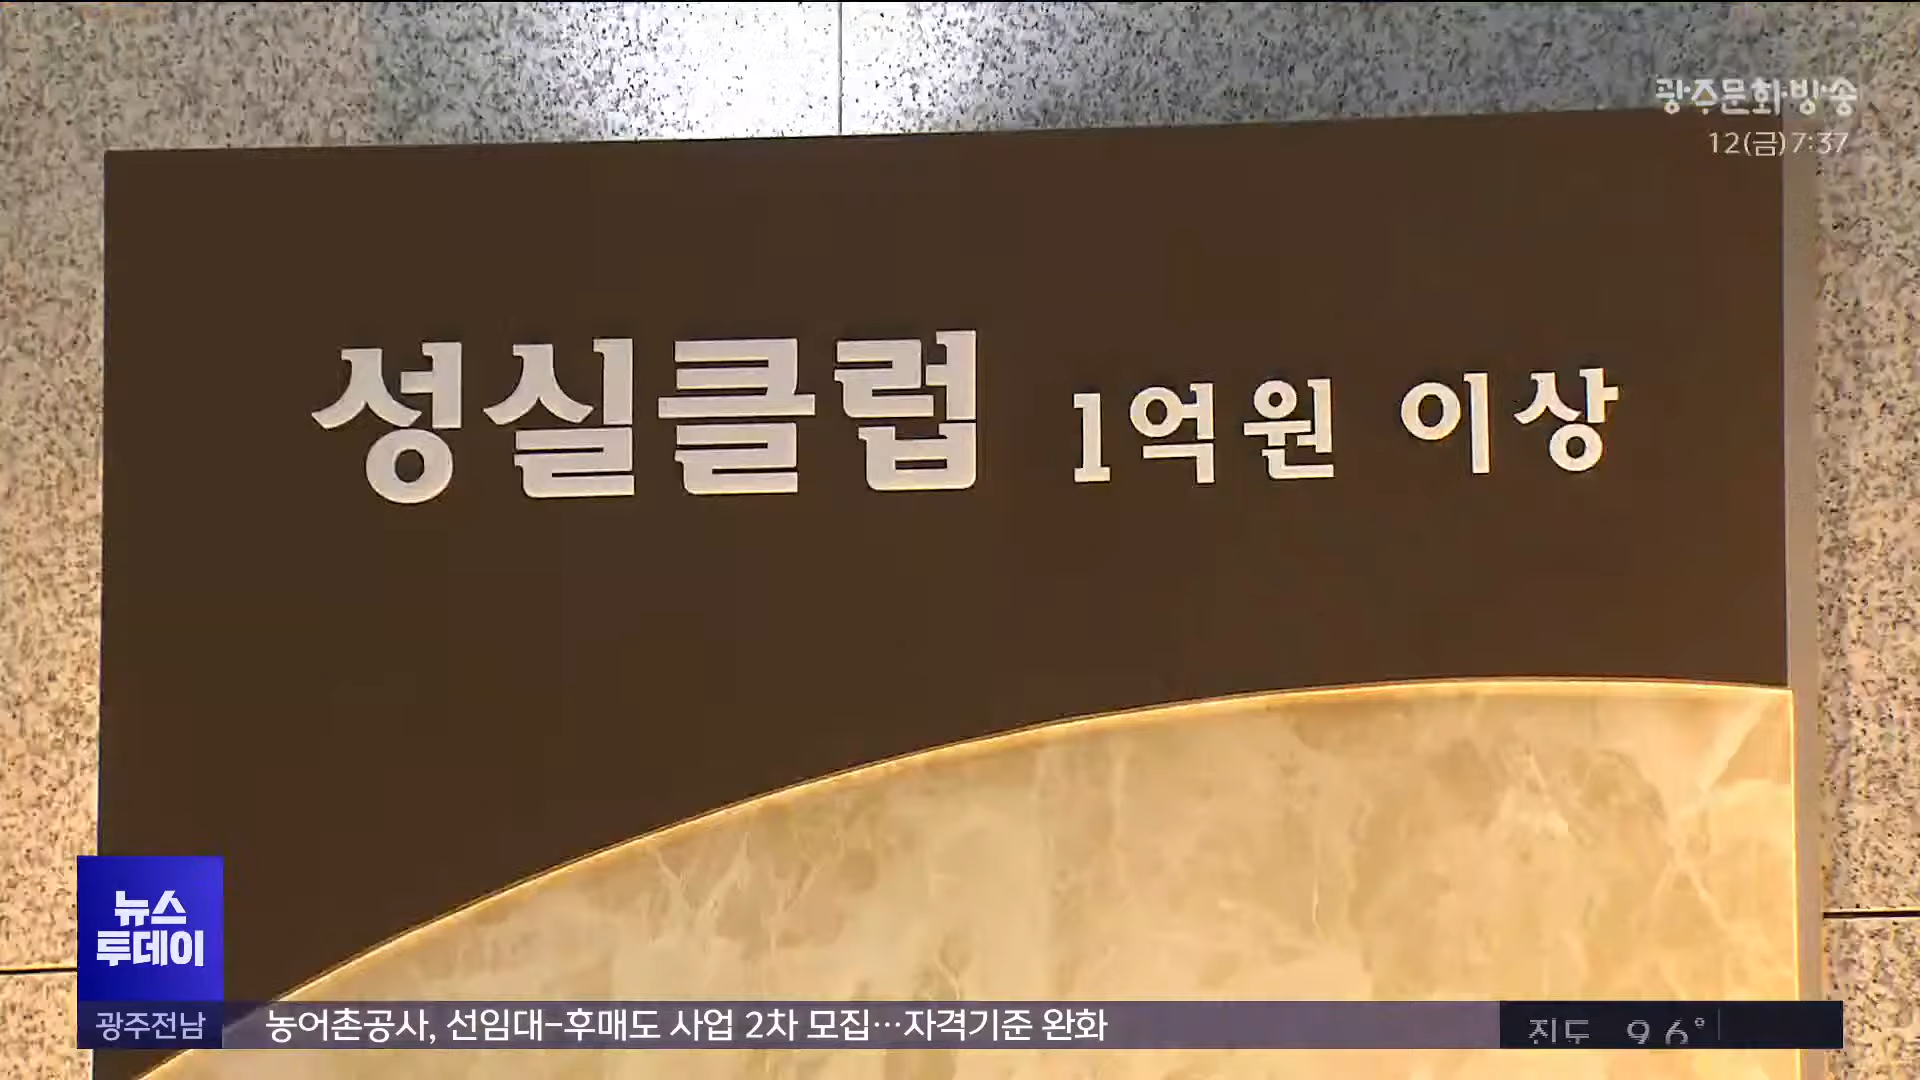 광주문화방송
12(금)7:37
성실클럽 1억원 이상
뉴스
투데이
광주전남 농어촌공사, 선임대-후매도 사업 2차 모집…자격기준 완화
진도 9.6°